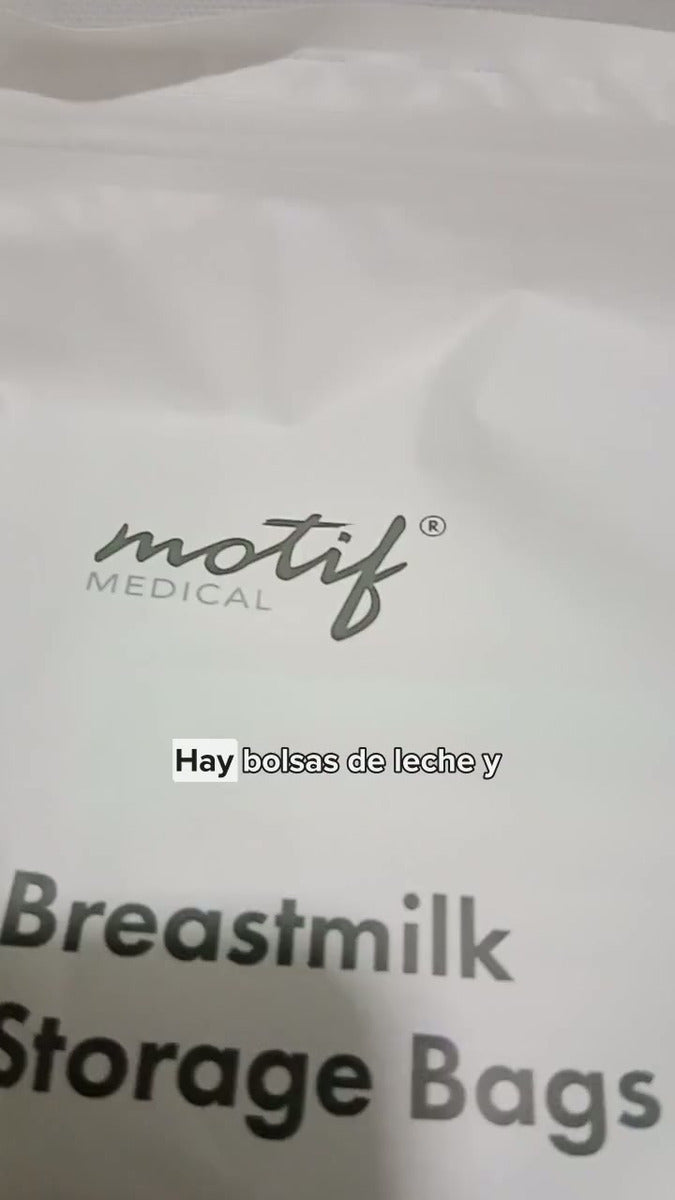 motif®
MEDICAL
Hay bolsas de leche y
Breastmilk
Storage Bags